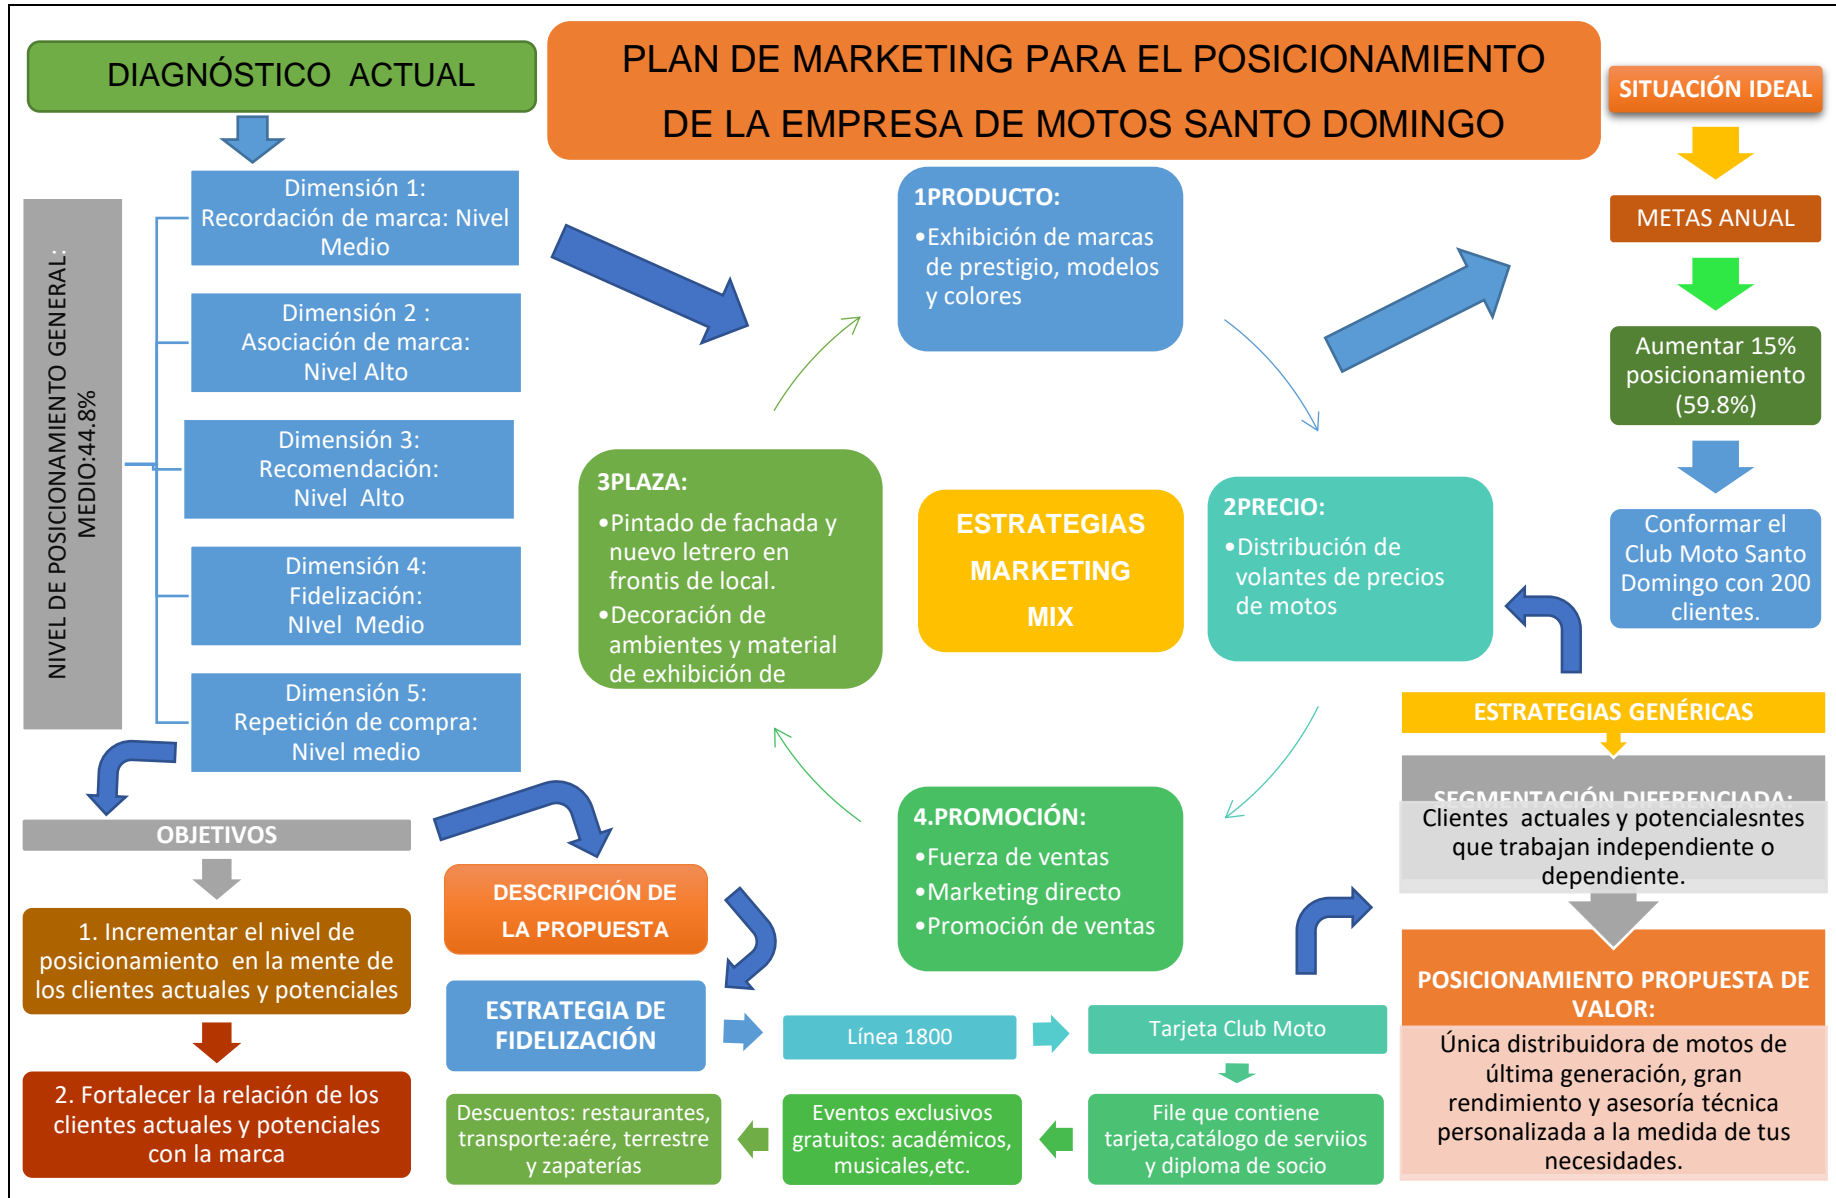 DIAGNÓSTICO  ACTUAL
PLAN DE MARKETING PARA EL POSICIONAMIENTO
DE LA EMPRESA DE MOTOS SANTO DOMINGO
SITUACIÓN IDEAL
NIVEL DE POSICIONAMIENTO GENERAL:
MEDIO:44.8%
Dimensión 1:
Recordación de marca: Nivel
Medio
Dimensión 2 :
Asociación de marca:
Nivel Alto
Dimensión 3:
Recomendación:
Nivel  Alto
Dimensión 4:
Fidelización:
NIvel  Medio
Dimensión 5:
Repetición de compra:
Nivel medio
1PRODUCTO:
•Exhibición de marcas
de prestigio, modelos
y colores
2PRECIO:
•Distribución de
volantes de precios
de motos
3PLAZA:
•Pintado de fachada y
nuevo letrero en
frontis de local.
•Decoración de
ambientes y material
de exhibición de
ESTRATEGIAS
MARKETING
MIX
4.PROMOCIÓN:
•Fuerza de ventas
•Marketing directo
•Promoción de ventas
METAS ANUAL
Aumentar 15%
posicionamiento
(59.8%)
Conformar el
Club Moto Santo
Domingo con 200
clientes.
ESTRATEGIAS GENÉRICAS
SEGMENTACIÓN DIFERENCIADA:
Clientes  actuales y potencialesntes
que trabajan independiente o
dependiente.
POSICIONAMIENTO PROPUESTA DE
VALOR:
Única distribuidora de motos de
última generación, gran
rendimiento y asesoría técnica
personalizada a la medida de tus
necesidades.
OBJETIVOS
1. Incrementar el nivel de
posicionamiento  en la mente de
los clientes actuales y potenciales
2. Fortalecer la relación de los
clientes actuales y potenciales
con la marca
DESCRIPCIÓN DE
LA PROPUESTA
ESTRATEGIA DE
FIDELIZACIÓN
Línea 1800
Tarjeta Club Moto
File que contiene
tarjeta,catálogo de serviios
y diploma de socio
Eventos exclusivos
gratuitos: académicos,
musicales,etc.
Descuentos: restaurantes,
transporte:aére, terrestre
y zapaterías